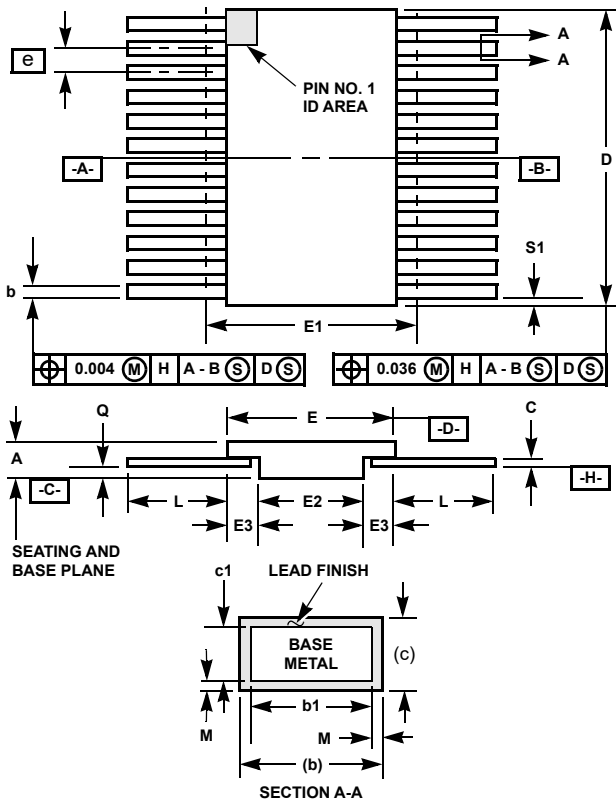 e
PIN NO. 1
ID AREA
A
A
D
-A-
-B-
S1
b
E1
⌖ 0.004 Ⓜ H A - B Ⓢ D Ⓢ
⌖ 0.036 Ⓜ H A - B Ⓢ D Ⓢ
Q
E
-D-
C
A
-C-
-H-
L
E3
E2
E3
L
SEATING AND
BASE PLANE
c1
LEAD FINISH
BASE
METAL
(c)
M
b1
M
(b)
SECTION A-A